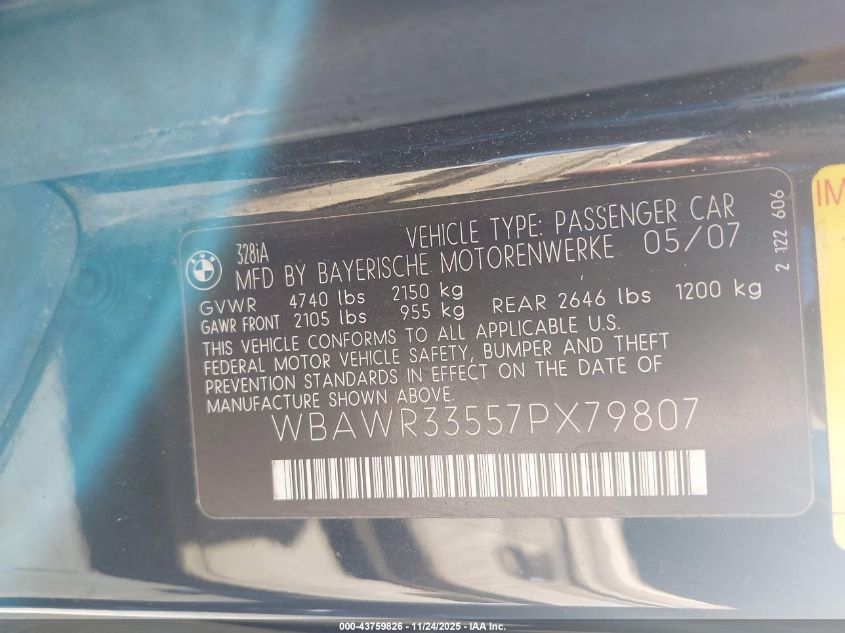 328iA
VEHICLE TYPE: PASSENGER CAR
MFD BY BAYERISCHE MOTORENWERKE 05/07
GVWR 4740 lbs 2150 kg
GAWR FRONT 2105 lbs 955 kg REAR 2646 lbs 1200 kg
THIS VEHICLE CONFORMS TO ALL APPLICABLE U.S.
FEDERAL MOTOR VEHICLE SAFETY, BUMPER AND THEFT
PREVENTION STANDARDS IN EFFECT ON THE DATE OF
MANUFACTURE SHOWN ABOVE.
WBAWR33557PX79807
2 122 606
BMW
IM
000-43759826 - 11/24/2025 - IAA Inc.